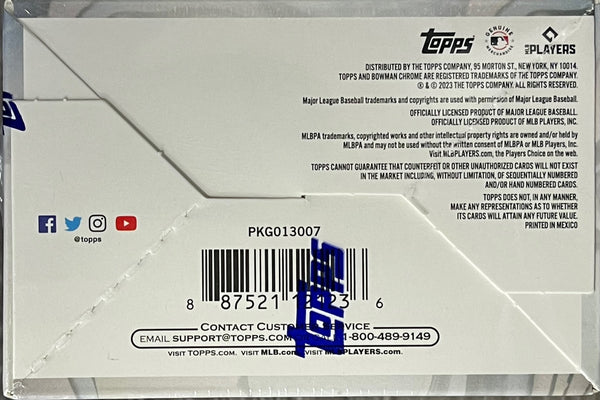 Topps
GENUINE
MERCHANDISE
MLB PLAYERS
DISTRIBUTED BY THE TOPPS COMPANY, 95 MORTON ST., NEW YORK, NY 10014.
TOPPS AND BOWMAN CHROME ARE REGISTERED TRADEMARKS OF THE TOPPS COMPANY.
® & © 2023 THE TOPPS COMPANY. ALL RIGHTS RESERVED.
Major League Baseball trademarks and copyrights are used with permission of Major League Baseball.
OFFICIALLY LICENSED PRODUCT OF MAJOR LEAGUE BASEBALL.
OFFICIALLY LICENSED PRODUCT OF MLB PLAYERS, INC.
MLBPA trademarks, copyrighted works and other intellectual property rights are owned and/or held by
MLBPA and may not be used without the written consent of MLBPA or MLB Players, Inc.
Visit MLBPLAYERS.com, the Players Choice on the web.
TOPPS CANNOT GUARANTEE THAT COUNTERFEIT OR OTHER UNAUTHORIZED CARDS WILL NOT EXIST
IN THE MARKET INCLUDING, WITHOUT LIMITATION, OF SEQUENTIALLY NUMBERED
AND/OR HAND NUMBERED CARDS.
TOPPS DOES NOT, IN ANY MANNER,
MAKE ANY REPRESENTATIONS AS TO WHETHER
ITS CARDS WILL ATTAIN ANY FUTURE VALUE.
PRINTED IN MEXICO
@topps
PKG013007
8 87521 12123 6
Topps
CONTACT CUSTOMER SERVICE
EMAIL SUPPORT@TOPPS.COM 1-800-489-9149
VISIT TOPPS.COM. VISIT MLB.com. VISIT MLBPLAYERS.com.